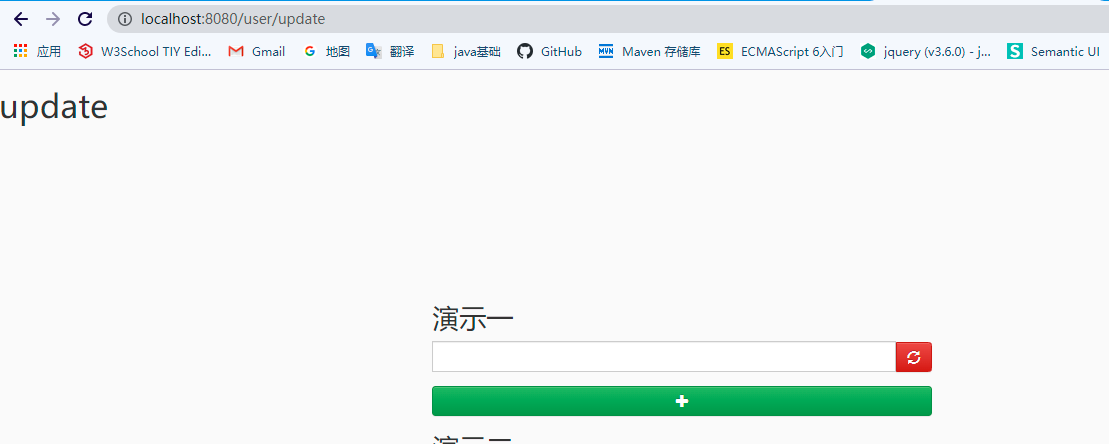 localhost:8080/user/update
应用 W3School TIY Edi... Gmail 地图 翻译 java基础 GitHub MVN Maven 存储库 ES ECMAScript 6入门 jquery (v3.6.0) - j... S Semantic UI
update
演示一